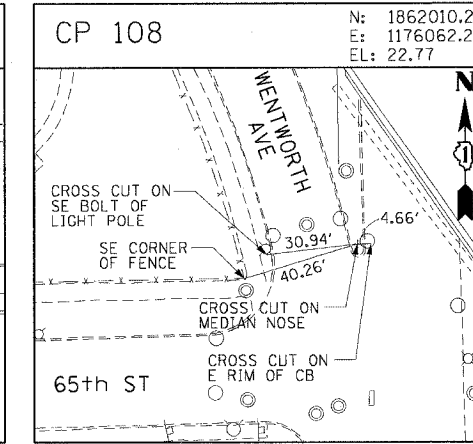 CP 108
N: 1862010.2
E: 1176062.2
EL: 22.77
N
WENTWORTH
AVE
CROSS CUT ON
SE BOLT OF
LIGHT POLE
4.66'
30.94'
SE CORNER
OF FENCE
40.26'
CROSS CUT ON
MEDIAN NOSE
CROSS CUT ON
E RIM OF CB
65th ST